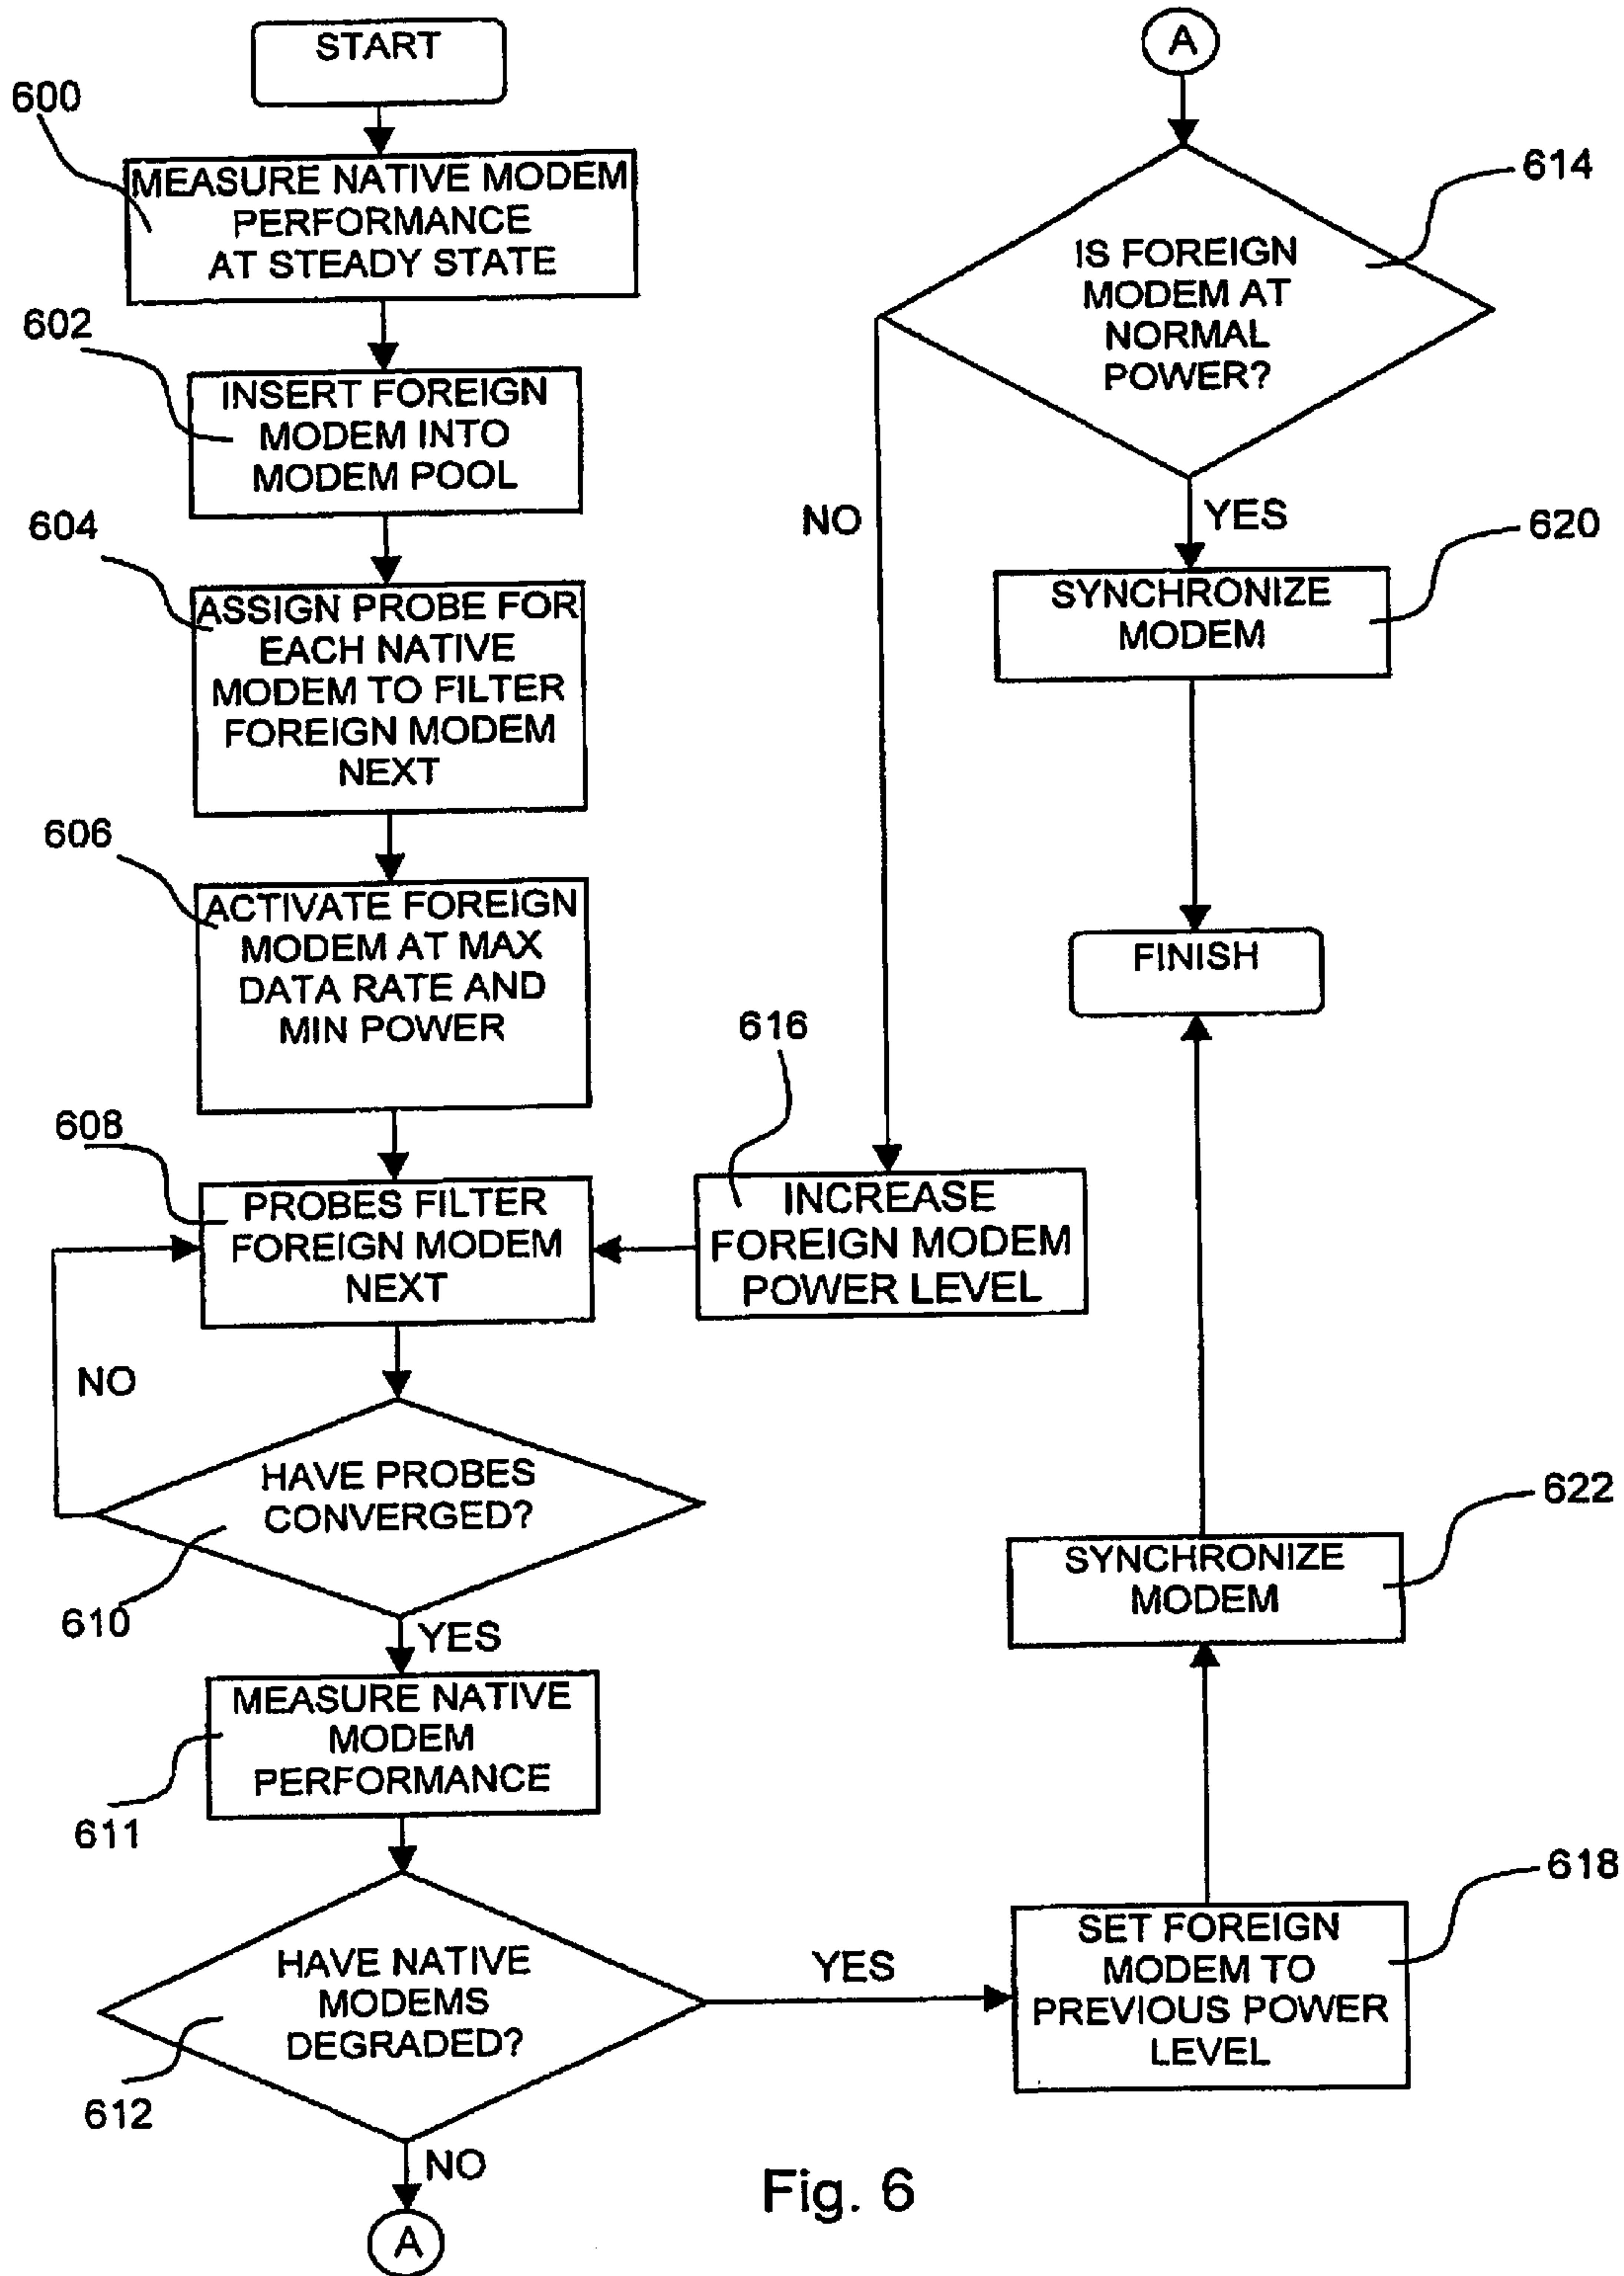 START
600
MEASURE NATIVE MODEM
PERFORMANCE
AT STEADY STATE
602
INSERT FOREIGN
MODEM INTO
MODEM POOL
604
ASSIGN PROBE FOR
EACH NATIVE
MODEM TO FILTER
FOREIGN MODEM
NEXT
606
ACTIVATE FOREIGN
MODEM AT MAX
DATA RATE AND
MIN POWER
608
PROBES FILTER
FOREIGN MODEM
NEXT
NO
HAVE PROBES
CONVERGED?
610
YES
MEASURE NATIVE
MODEM
PERFORMANCE
611
HAVE NATIVE
MODEMS
DEGRADED?
612
YES
NO
A
A
614
IS FOREIGN
MODEM AT
NORMAL
POWER?
NO
YES
620
SYNCHRONIZE
MODEM
FINISH
616
INCREASE
FOREIGN MODEM
POWER LEVEL
622
SYNCHRONIZE
MODEM
618
SET FOREIGN
MODEM TO
PREVIOUS POWER
LEVEL
Fig. 6